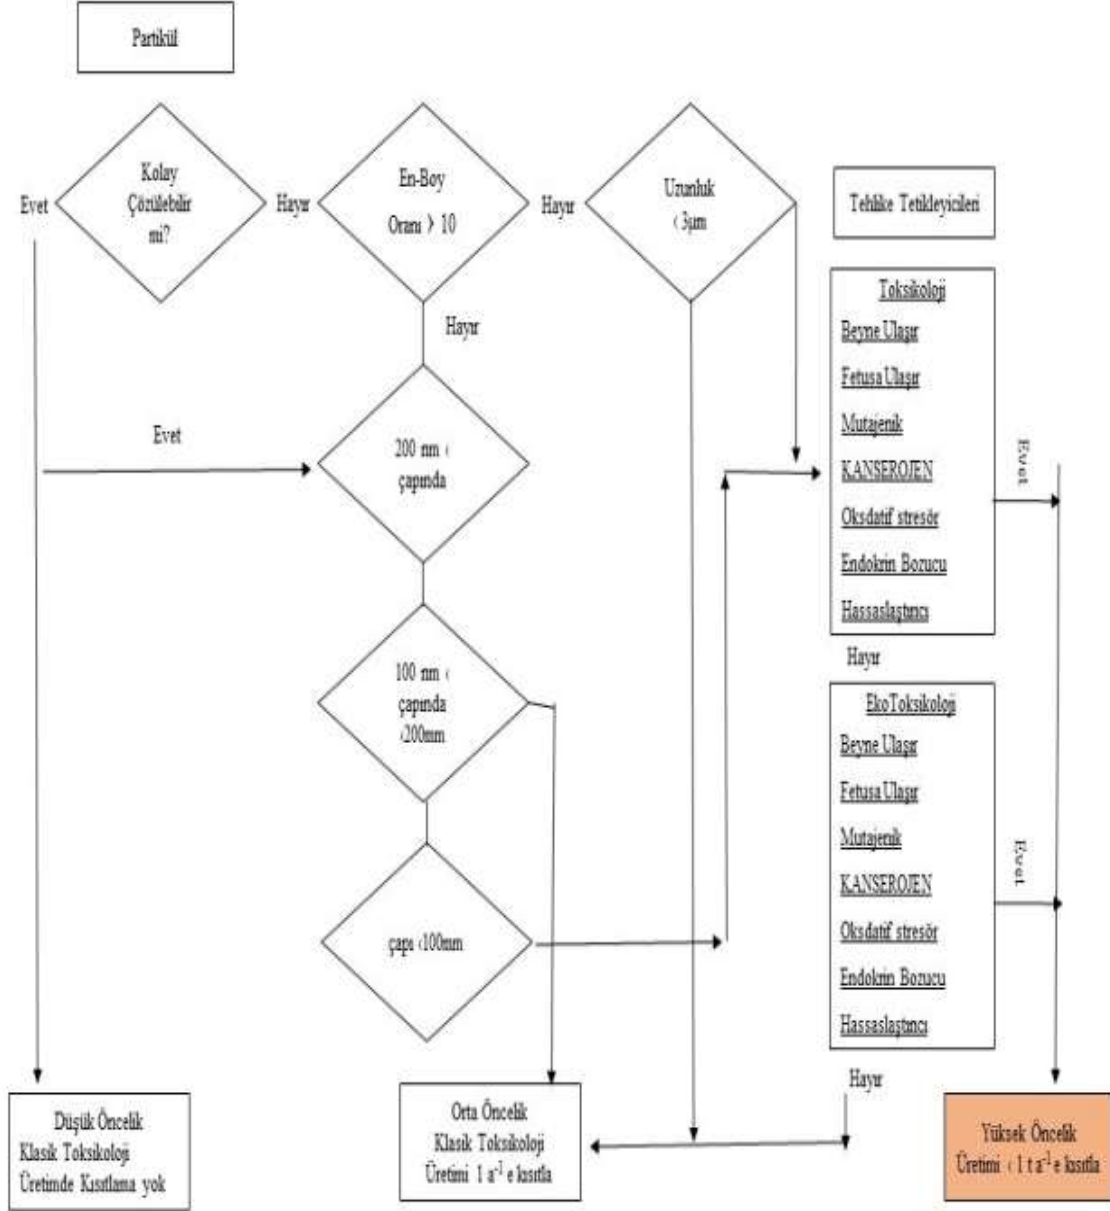 Partikül
Evet
Kolay
Çözülebilir
mi?
Hayır
En-Boy
Oranı > 10
Hayır
Uzunluk
< 3µm
Hayır
Evet
200 nm <
çapında
100 nm <
çapında
<200mm
çapı <100mm
Tehlike Tetikleyicileri
Toksikoloji
Beyne Ulaşır
Fetusa Ulaşır
Mutajenik
KANSEROJEN
Oksdatif stresör
Endokrin Bozucu
Hassaslaştırıcı
Evet
Hayır
EkoToksikoloji
Beyne Ulaşır
Fetusa Ulaşır
Mutajenik
KANSEROJEN
Oksdatif stresör
Endokrin Bozucu
Hassaslaştırıcı
Evet
Hayır
Düşük Öncelik
Klasik Toksikoloji
Üretimde Kısıtlama yok
Orta Öncelik
Klasik Toksikoloji
Üretimi 1 a⁻¹ e kısıtla
Yüksek Öncelik
Üretimi < 1 t a⁻¹ e kısıtla